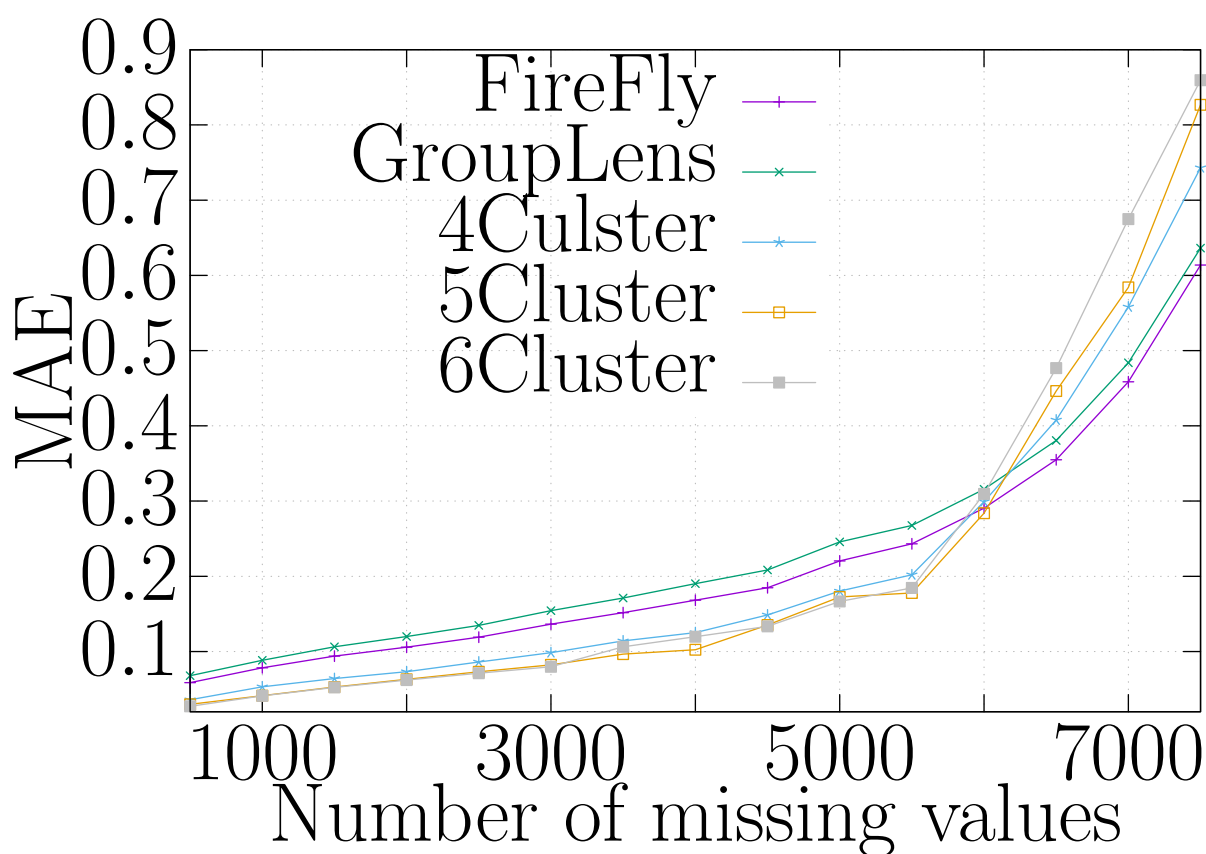 0.9
0.8
0.7
0.6
0.5
0.4
0.3
0.2
0.1
MAE
FireFly
GroupLens
4Culster
5Cluster
6Cluster
1000 3000 5000 7000
Number of missing values